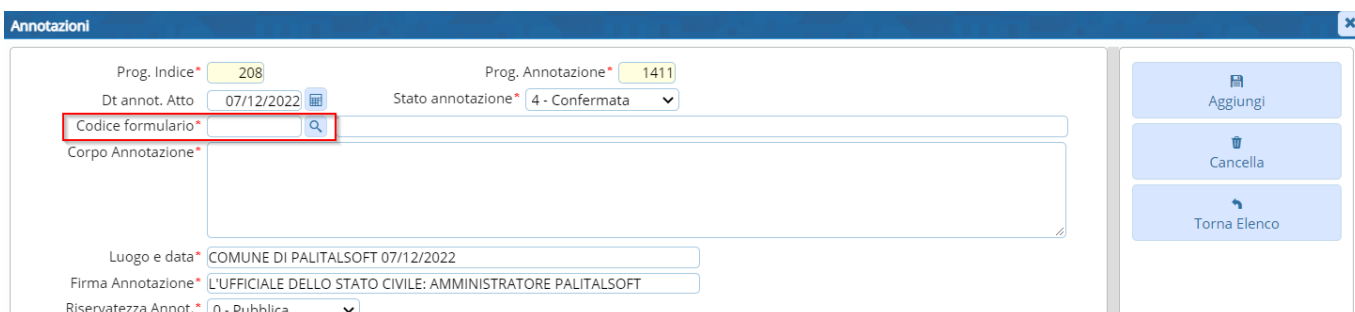 Annotazioni
Prog. Indice* 208 Prog. Annotazione* 1411
Dt annot. Atto 07/12/2022 Stato annotazione* 4 - Confermata
Codice formulario*
Corpo Annotazione*
Luogo e data* COMUNE DI PALITALSOFT 07/12/2022
Firma Annotazione* L'UFFICIALE DELLO STATO CIVILE: AMMINISTRATORE PALITALSOFT
Riservatezza Annot.* 0 - Pubblica
Aggiungi
Cancella
Torna Elenco